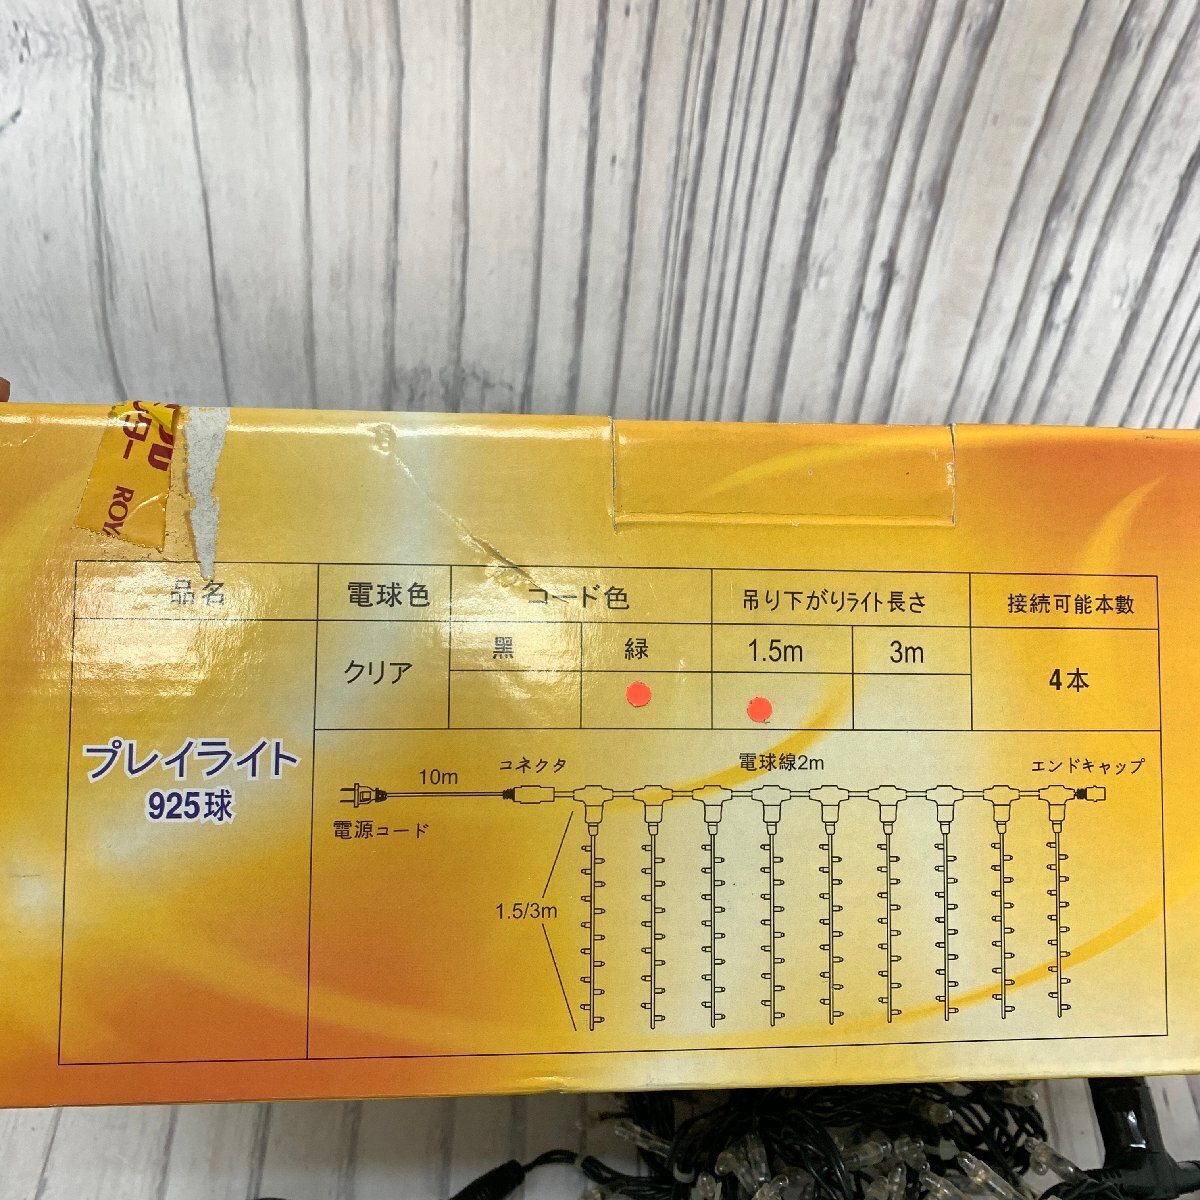 ROYA
品名
電球色
コード色
吊り下がりライト長さ
接続可能本數
クリア
黑
緑
1.5m
3m
4本
プレイライト
925球
10m
コネクタ
電球線2m
エンドキャップ
電源コード
1.5/3m